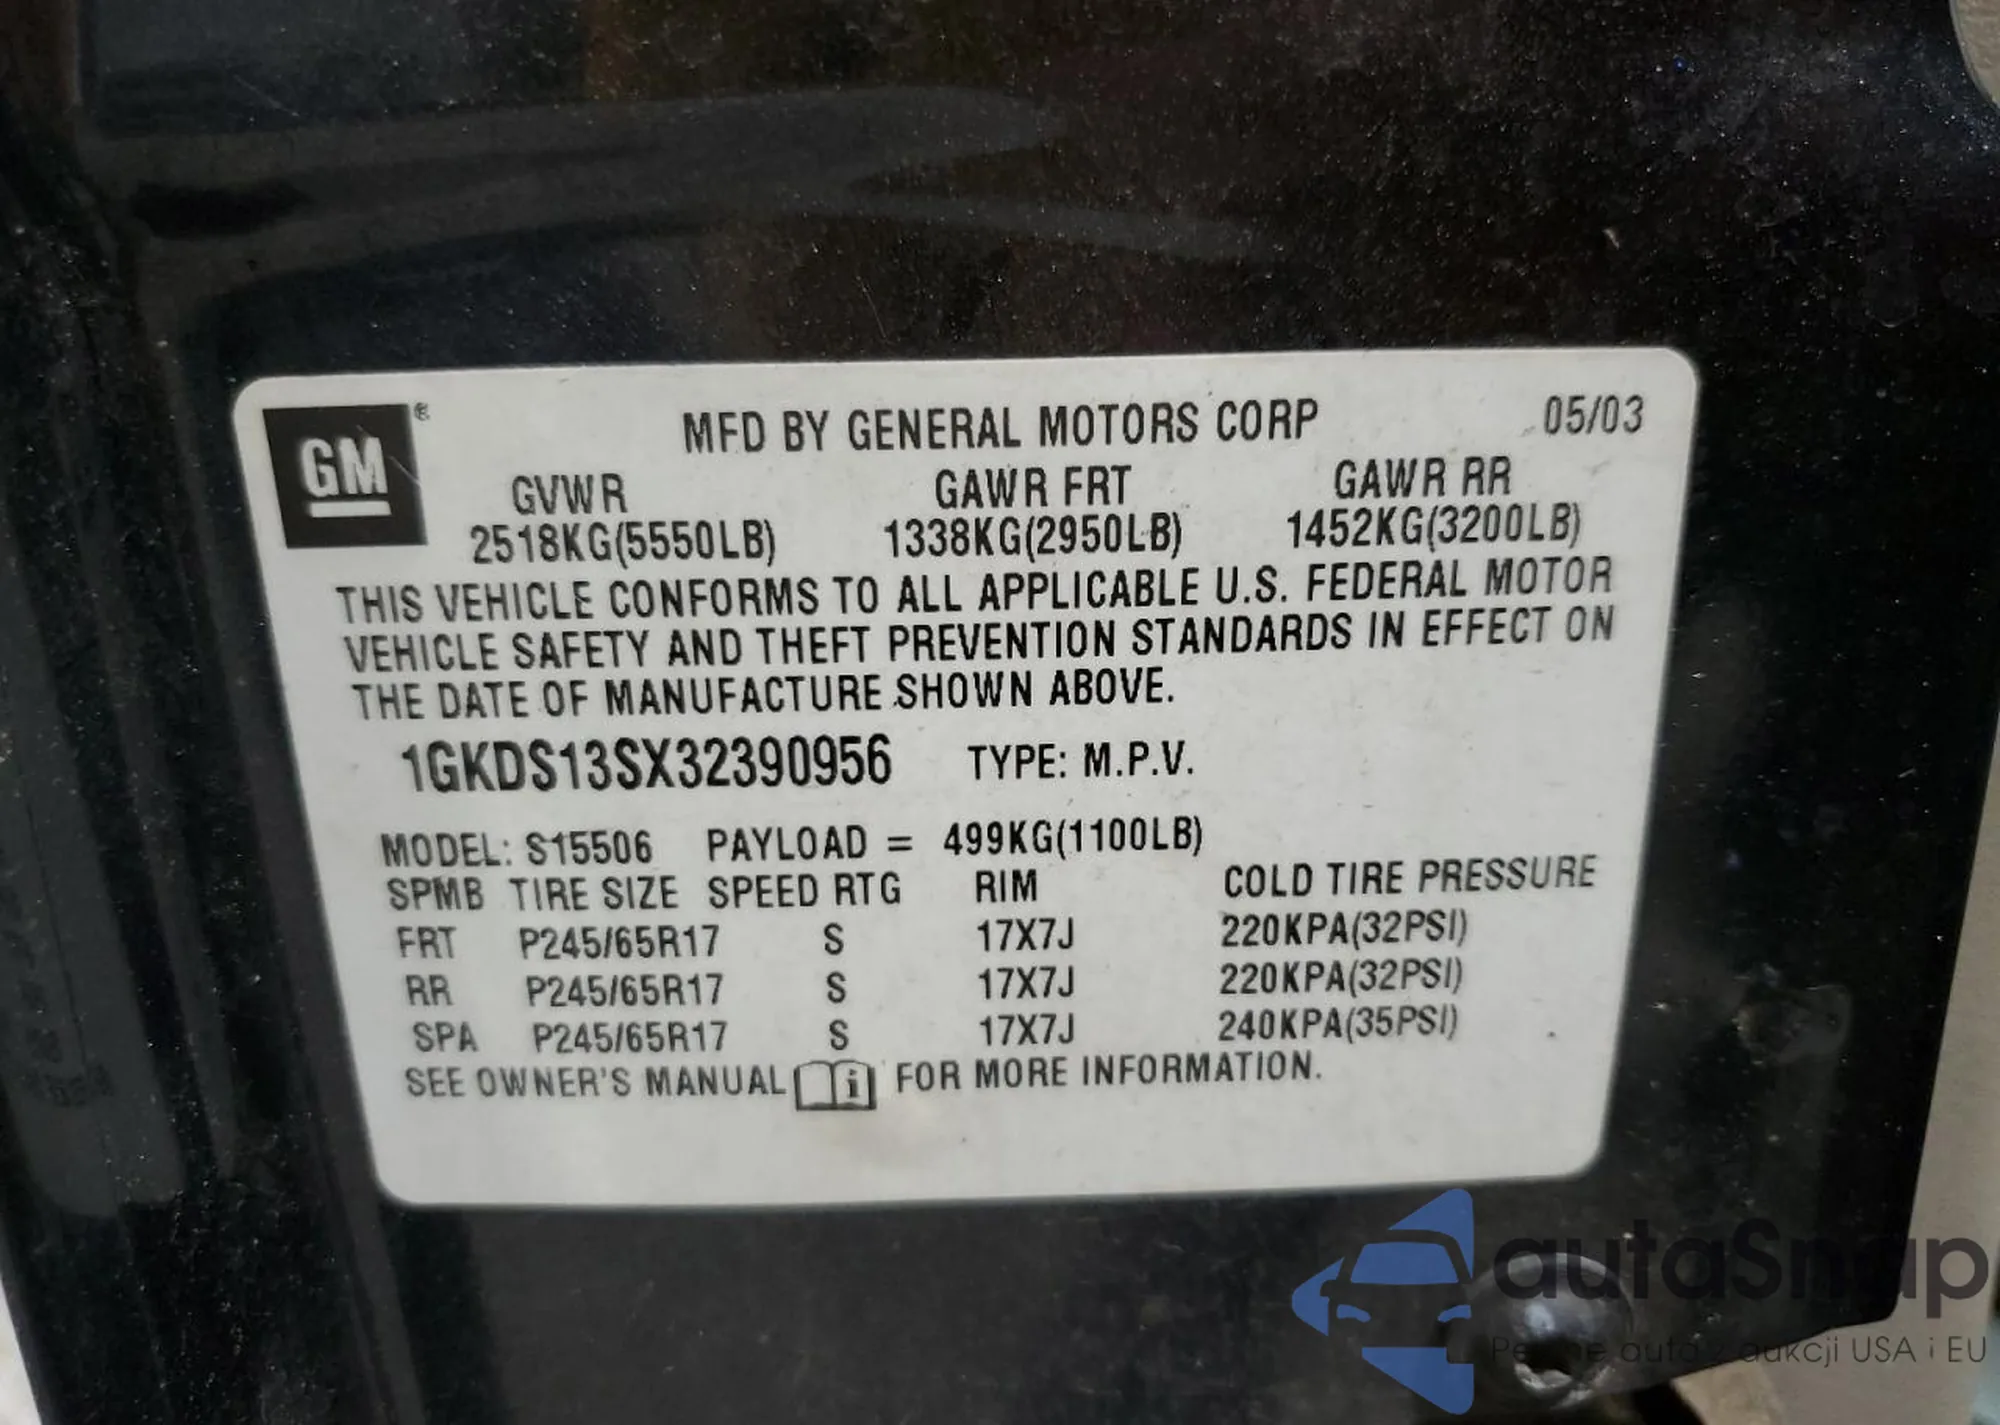 GM®
MFD BY GENERAL MOTORS CORP 05/03
GVWR GAWR FRT GAWR RR
2518KG(5550LB) 1338KG(2950LB) 1452KG(3200LB)
THIS VEHICLE CONFORMS TO ALL APPLICABLE U.S. FEDERAL MOTOR
VEHICLE SAFETY AND THEFT PREVENTION STANDARDS IN EFFECT ON
THE DATE OF MANUFACTURE SHOWN ABOVE.
1GKDS13SX32390956 TYPE: M.P.V.
MODEL: S15506 PAYLOAD = 499KG(1100LB)
SPMB TIRE SIZE SPEED RTG RIM COLD TIRE PRESSURE
FRT P245/65R17 S 17X7J 220KPA(32PSI)
RR P245/65R17 S 17X7J 220KPA(32PSI)
SPA P245/65R17 S 17X7J 240KPA(35PSI)
SEE OWNER'S MANUAL i FOR MORE INFORMATION.
autaSnap
auta z aukcji USA i EU